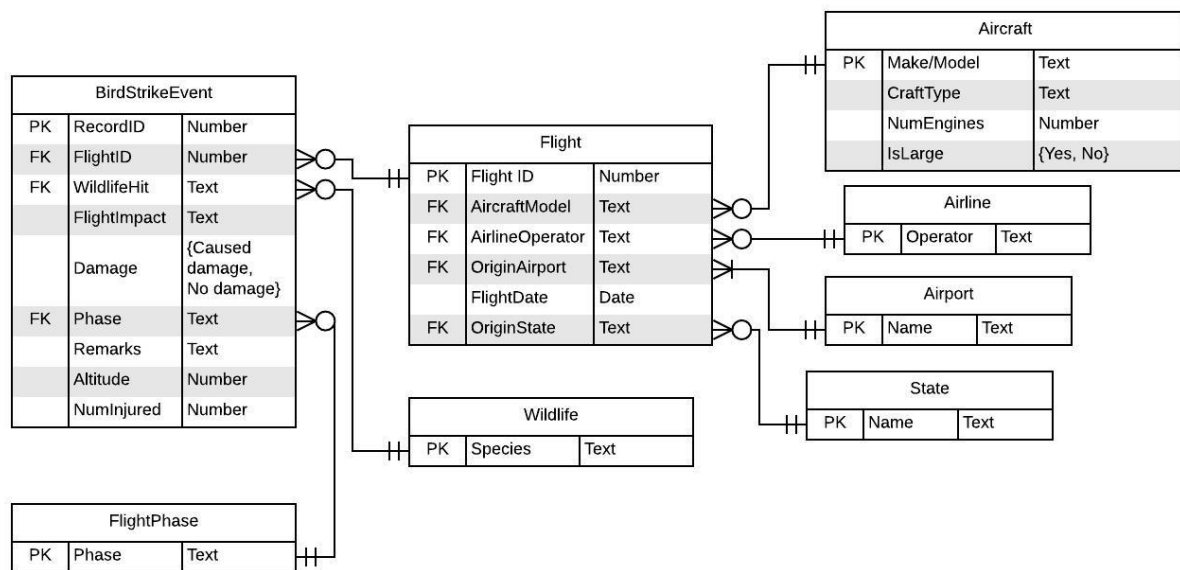 BirdStrikeEvent
PK RecordID Number
FK FlightID Number
FK WildlifeHit Text
FlightImpact Text
Damage {Caused
damage,
No damage}
FK Phase Text
Remarks Text
Altitude Number
NumInjured Number
FlightPhase
PK Phase Text
Flight
PK Flight ID Number
FK AircraftModel Text
FK AirlineOperator Text
FK OriginAirport Text
FlightDate Date
FK OriginState Text
Wildlife
PK Species Text
Aircraft
PK Make/Model Text
CraftType Text
NumEngines Number
IsLarge {Yes, No}
Airline
PK Operator Text
Airport
PK Name Text
State
PK Name Text